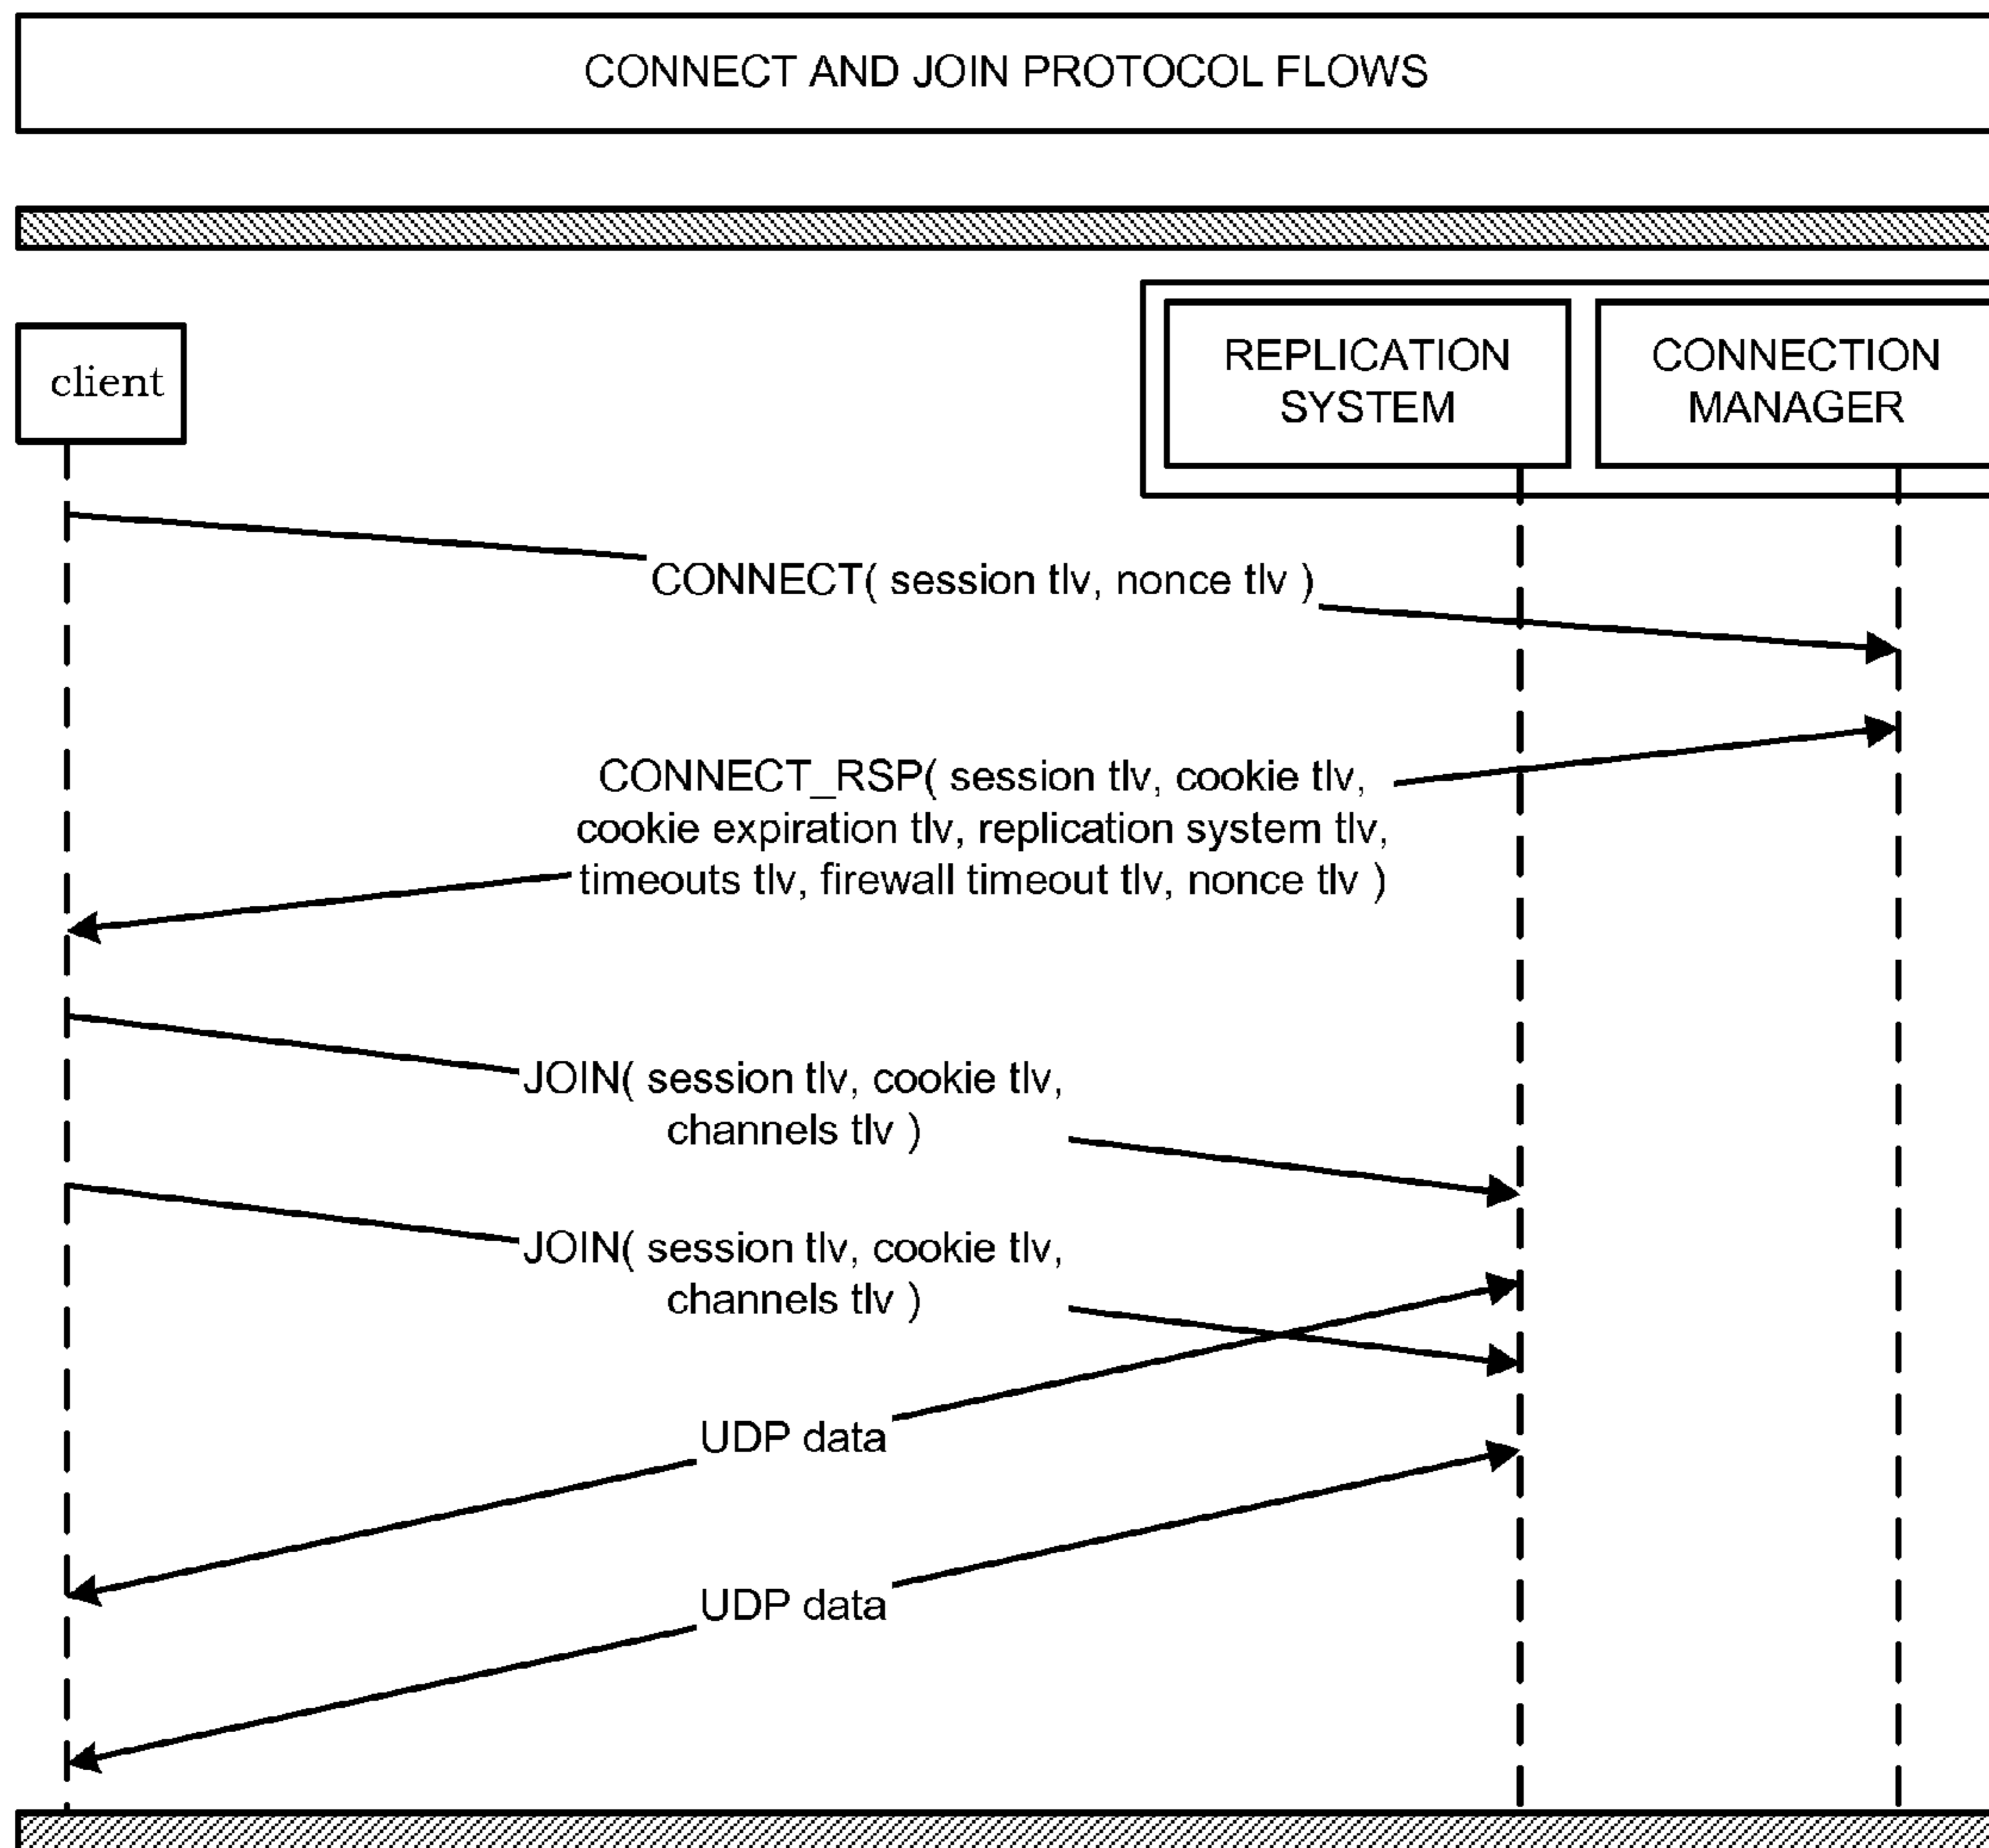 CONNECT AND JOIN PROTOCOL FLOWS
client
REPLICATION
SYSTEM
CONNECTION
MANAGER
CONNECT( session tlv, nonce tlv )
CONNECT_RSP( session tlv, cookie tlv,
cookie expiration tlv, replication system tlv,
timeouts tlv, firewall timeout tlv, nonce tlv )
JOIN( session tlv, cookie tlv,
channels tlv )
JOIN( session tlv, cookie tlv,
channels tlv )
UDP data
UDP data